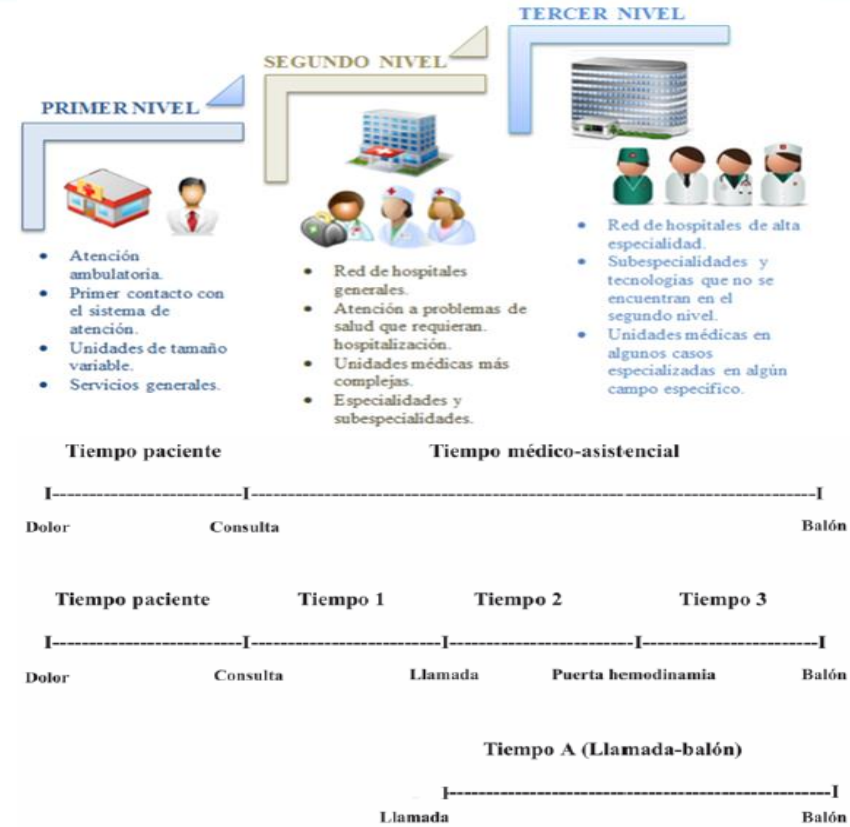 PRIMER NIVEL
Atención
ambulatoria.
Primer contacto con
el sistema de
atención.
Unidades de tamaño
variable.
Servicios generales.
SEGUNDO NIVEL
Red de hospitales
generales.
Atención a problemas de
salud que requieran.
hospitalización.
Unidades médicas más
complejas.
Especialidades y
subespecialidades.
TERCER NIVEL
Red de hospitales de alta
especialidad.
Subespecialidades y
tecnologias que no se
encuentran en el
segundo nivel.
Unidades médicas en
algunos casos
especializadas en algún
campo especifico.
Tiempo paciente Tiempo médico-asistencial
Dolor Consulta Balón
Tiempo paciente Tiempo 1 Tiempo 2 Tiempo 3
Dolor Consulta Llamada Puerta hemodinamia Balón
Tiempo A (Llamada-balón)
Llamada Balón